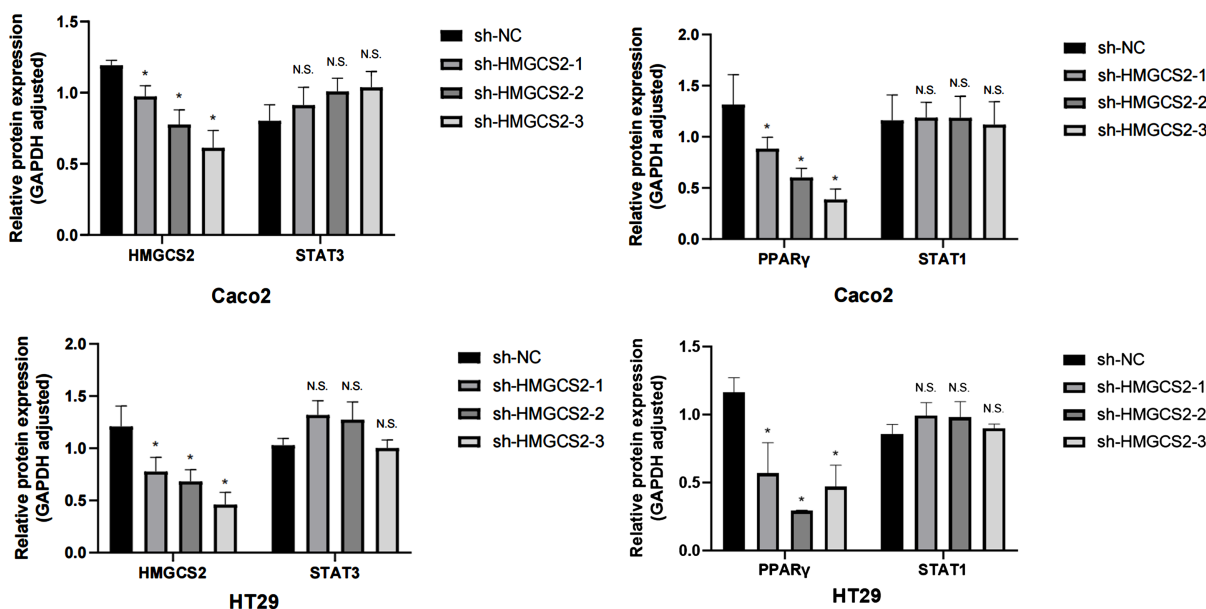 Relative protein expression
(GAPDH adjusted)
1.5
1.0
0.5
0.0
*
*
*
N.S.
N.S.
N.S.
HMGCS2
STAT3
Caco2
sh-NC
sh-HMGCS2-1
sh-HMGCS2-2
sh-HMGCS2-3
Relative protein expression
(GAPDH adjusted)
2.0
1.5
1.0
0.5
0.0
*
*
*
N.S.
N.S.
N.S.
PPARγ
STAT1
Caco2
sh-NC
sh-HMGCS2-1
sh-HMGCS2-2
sh-HMGCS2-3
Relative protein expression
(GAPDH adjusted)
2.0
1.5
1.0
0.5
0.0
*
*
*
N.S.
N.S.
N.S.
HMGCS2
STAT3
HT29
sh-NC
sh-HMGCS2-1
sh-HMGCS2-2
sh-HMGCS2-3
Relative protein expression
(GAPDH adjusted)
1.5
1.0
0.5
0.0
*
*
*
N.S.
N.S.
N.S.
PPARγ
STAT1
HT29
sh-NC
sh-HMGCS2-1
sh-HMGCS2-2
sh-HMGCS2-3